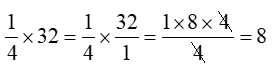 1/4 × 32 = 1/4 × 32/1 = (1 × 8 × 4)/4 = 8